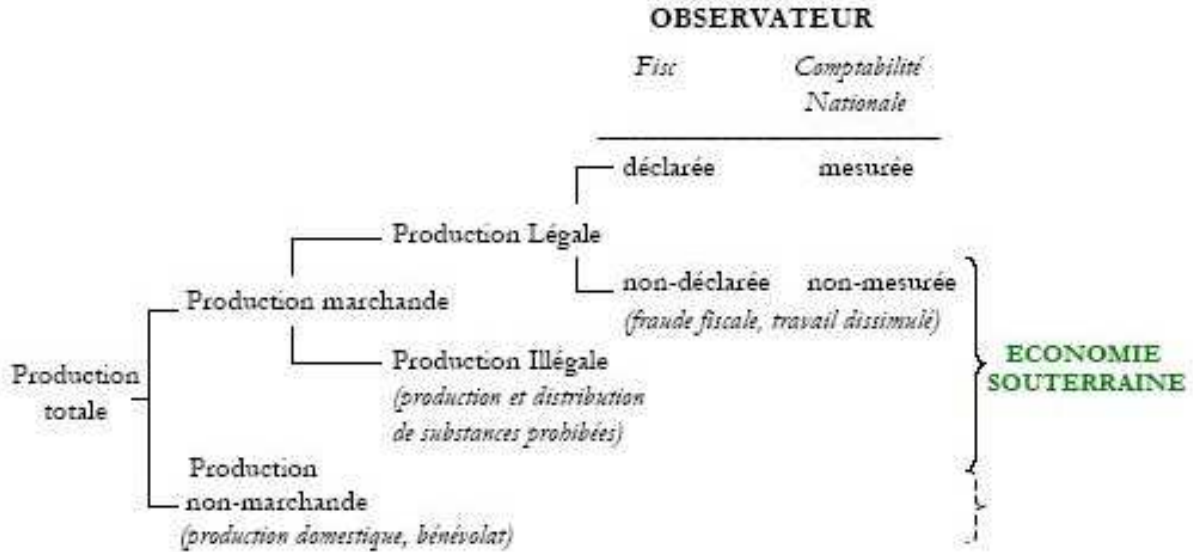 OBSERVATEUR
Fisc Comptabilité
Nationale
déclarée mesurée
Production Légale
non-déclarée non-mesurée
(fraude fiscale, travail dissimulé)
Production marchande
Production Illégale
(production et distribution
de substances prohibées)
ECONOMIE
SOUTERRAINE
Production
totale
Production
non-marchande
(production domestique, bénévolat)